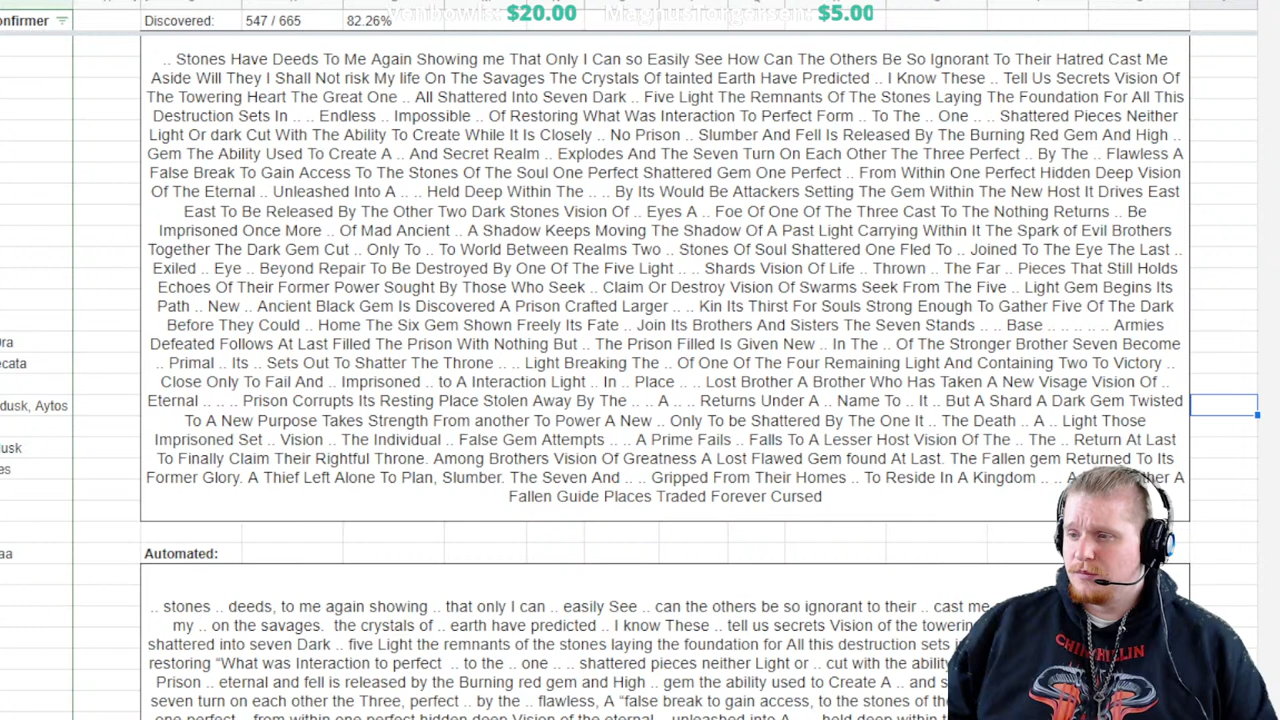 onfirmer
Discovered: 547 / 665 82.26%
$20.00 $5.00
.. Stones Have Deeds To Me Again Showing me That Only I Can so Easily See How Can The Others Be So Ignorant To Their Hatred Cast Me
Aside Will They I Shall Not risk My life On The Savages The Crystals Of tainted Earth Have Predicted .. I Know These .. Tell Us Secrets Vision Of
The Towering Heart The Great One .. All Shattered Into Seven Dark .. Five Light The Remnants Of The Stones Laying The Foundation For All This
Destruction Sets In .. .. Endless .. Impossible .. Of Restoring What Was Interaction To Perfect Form .. To The .. One .. .. Shattered Pieces Neither
Light Or dark Cut With The Ability To Create While It Is Closely .. No Prison .. Slumber And Fell Is Released By The Burning Red Gem And High ..
Gem The Ability Used To Create A .. And Secret Realm .. Explodes And The Seven Turn On Each Other The Three Perfect .. By The .. Flawless A
False Break To Gain Access To The Stones Of The Soul One Perfect Shattered Gem One Perfect .. From Within One Perfect Hidden Deep Vision
Of The Eternal .. Unleashed Into A .. .. Held Deep Within The .. .. By Its Would Be Attackers Setting The Gem Within The New Host It Drives East
East To Be Released By The Other Two Dark Stones Vision Of .. Eyes A .. Foe Of One Of The Three Cast To The Nothing Returns .. Be
Imprisoned Once More .. Of Mad Ancient .. A Shadow Keeps Moving The Shadow Of A Past Light Carrying Within It The Spark of Evil Brothers
Together The Dark Gem Cut .. Only To .. To World Between Realms Two .. Stones Of Soul Shattered One Fled To .. Joined To The Eye The Last ..
Exiled .. Eye .. Beyond Repair To Be Destroyed By One Of The Five Light .. .. Shards Vision Of Life .. Thrown .. The Far .. Pieces That Still Holds
Echoes Of Their Former Power Sought By Those Who Seek .. Claim Or Destroy Vision Of Swarms Seek From The Five .. Light Gem Begins Its
Path .. New .. Ancient Black Gem Is Discovered A Prison Crafted Larger .. .. Kin Its Thirst For Souls Strong Enough To Gather Five Of The Dark
Before They Could .. Home The Six Gem Shown Freely Its Fate .. Join Its Brothers And Sisters The Seven Stands .. .. Base .. .. .. .. .. Armies
Defeated Follows At Last Filled The Prison With Nothing But .. The Prison Filled Is Given New .. In The .. Of The Stronger Brother Seven Become
.. Primal .. Its .. Sets Out To Shatter The Throne .. .. Light Breaking The .. Of One Of The Four Remaining Light And Containing Two To Victory ..
Close Only To Fail And .. Imprisoned .. to A Interaction Light .. In .. Place .. .. Lost Brother A Brother Who Has Taken A New Visage Vision Of ..
Eternal .. .. .. Prison Corrupts Its Resting Place Stolen Away By The .. .. A .. .. Returns Under A .. Name To .. It .. But A Shard A Dark Gem Twisted
To A New Purpose Takes Strength From another To Power A New .. Only To be Shattered By The One It .. The Death .. A .. Light Those
Imprisoned Set .. Vision .. The Individual .. False Gem Attempts .. .. A Prime Fails .. Falls To A Lesser Host Vision Of The .. The .. Return At Last
To Finally Claim Their Rightful Throne. Among Brothers Vision Of Greatness A Lost Flawed Gem found At Last. The Fallen gem Returned To Its
Former Glory. A Thief Left Alone To Plan, Slumber. The Seven And .. .. Gripped From Their Homes .. To Reside In A Kingdom .. .. A
Fallen Guide Places Traded Forever Cursed
ecata
dusk, Aytos
usk
es
aa
Automated:
.. stones .. deeds, to me again showing .. that only I can .. easily See .. can the others be so ignorant to their .. cast me
my .. on the savages. the crystals of .. earth have predicted .. I know These .. tell us secrets Vision of the towerin
shattered into seven Dark .. five Light the remnants of the stones laying the foundation for All this destruction sets i
restoring “What was Interaction to perfect .. to the .. one .. .. shattered pieces neither Light or .. cut with the ability
Prison .. eternal and fell is released by the Burning red gem and High .. gem the ability used to Create A .. and s
seven turn on each other the Three, perfect .. by the .. flawless, A “false break to gain access, to the stones of the
one perfect .. from within one perfect hidden deep Vision of the eternal .. unleashed into A .. .. held deep within t
CHIN CHILLIN